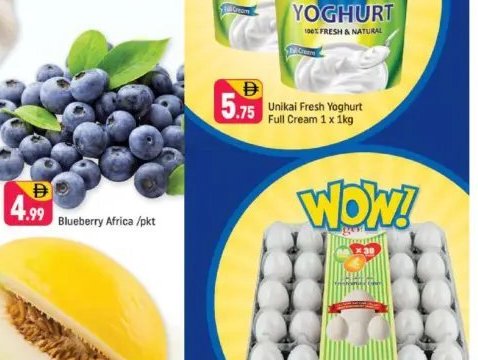 YOGHURT
100% FRESH & NATURAL
Full Cream
Full Cream
5.75
Unikai Fresh Yoghurt
Full Cream 1 x 1kg
4.99
Blueberry Africa /pkt
WOW!
x 30